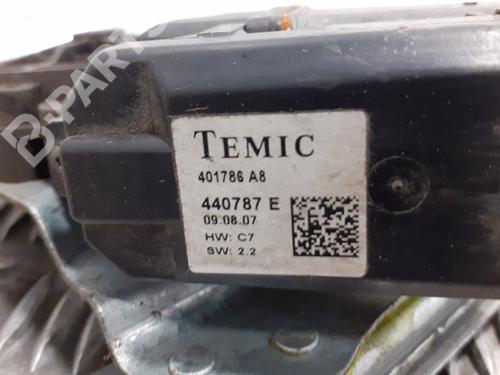 B-PARTS
TEMIC
401786 A8
440787 E
09.08.07
HW: C7
SW: 2.2